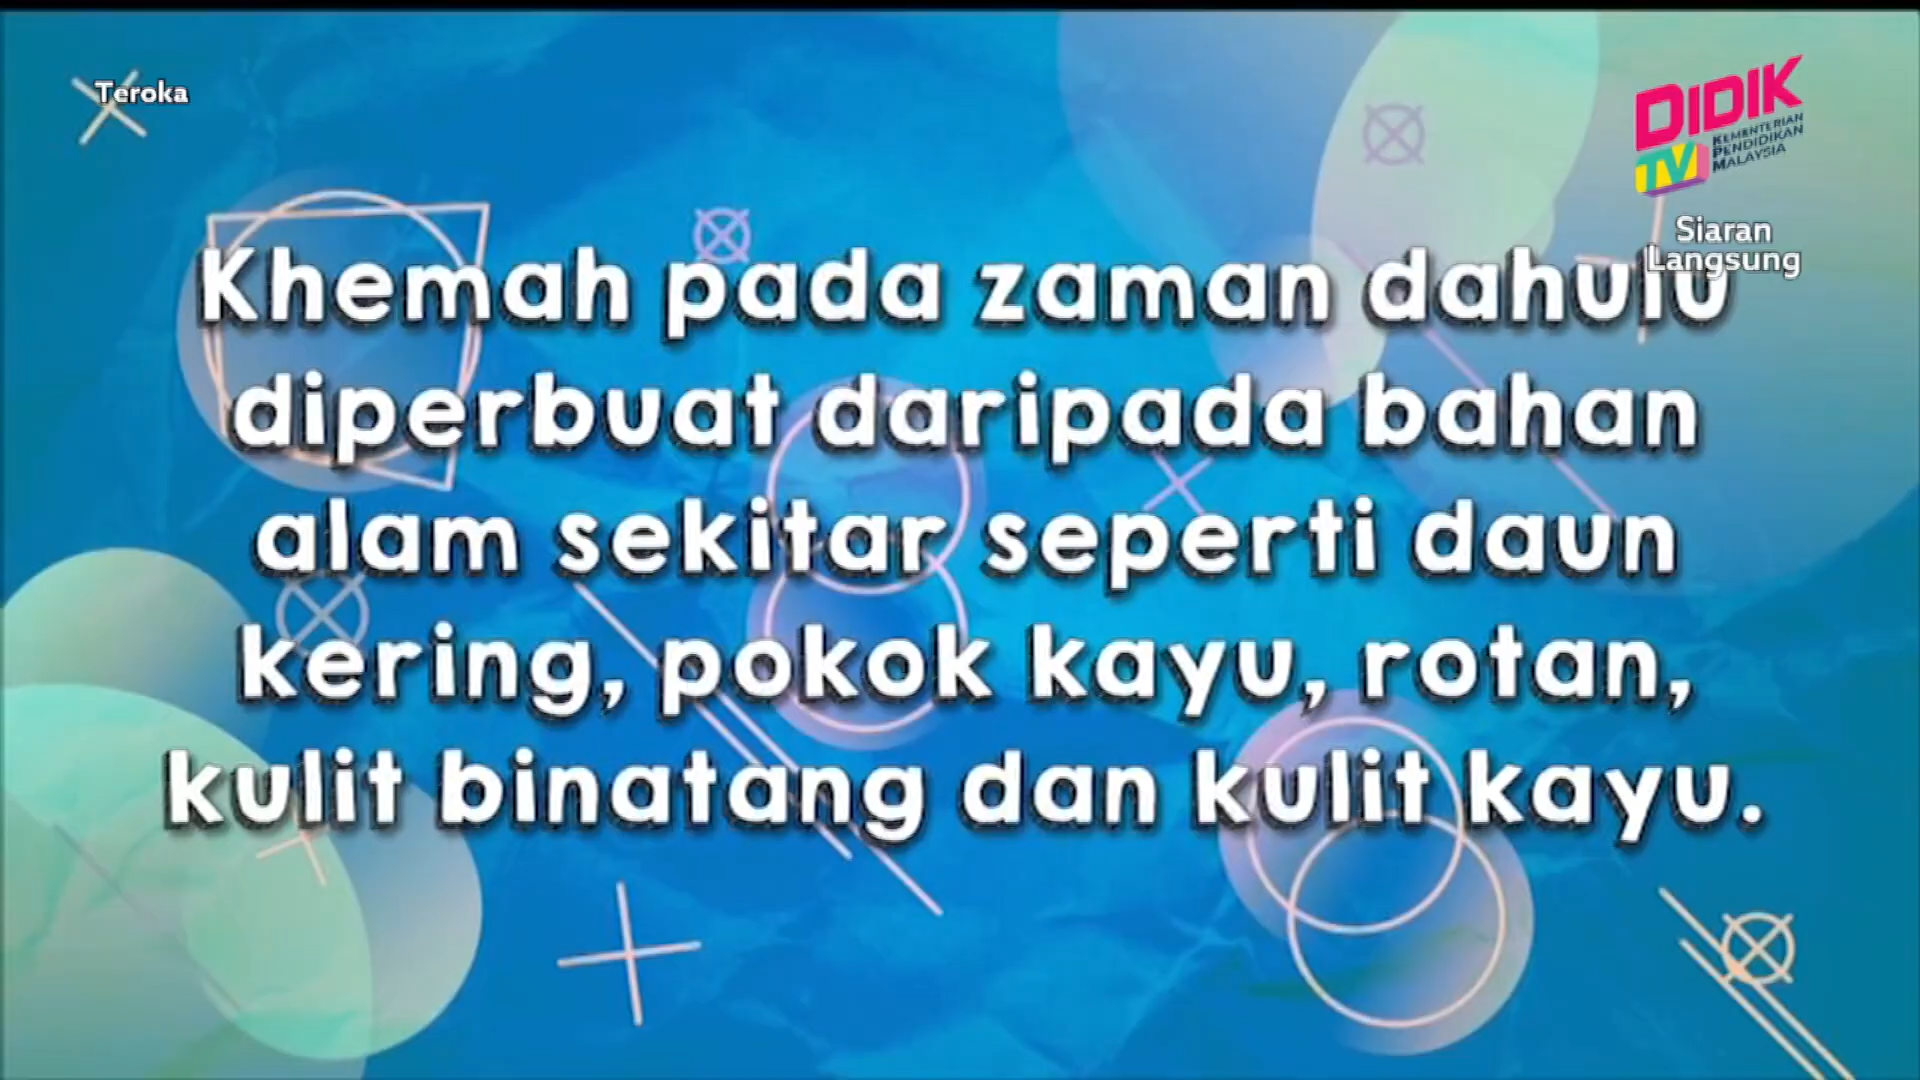 Teroka
DIDIK
TV
KEMENTERIAN
PENDIDIKAN
MALAYSIA
Siaran
Langsung
Khemah pada zaman dahulu
diperbuat daripada bahan
alam sekitar seperti daun
kering, pokok kayu, rotan,
kulit binatang dan kulit kayu.